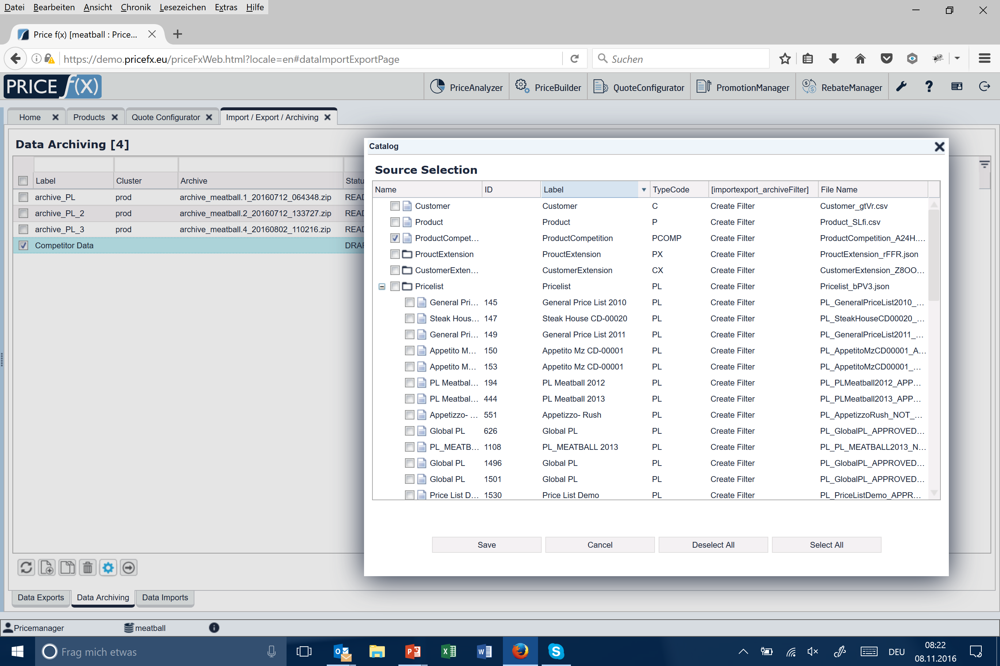 Datei Bearbeiten Ansicht Chronik Lesezeichen Extras Hilfe
Price f(x) [meatball : Price...
https://demo.pricefx.eu/priceFxWeb.html?locale=en#dataImportExportPage
Suchen
PRICE f(X) PriceAnalyzer PriceBuilder QuoteConfigurator PromotionManager RebateManager
Home Products Quote Configurator Import / Export / Archiving
Data Archiving [4]
Label Cluster Archive Statu
archive_PL prod archive_meatball.1_20160712_064348.zip READ
archive_PL_2 prod archive_meatball.2_20160712_133727.zip READ
archive_PL_3 prod archive_meatball.4_20160802_110216.zip READ
Competitor Data DRAF
Catalog
Source Selection
Name ID Label TypeCode [importexport_archiveFilter] File Name
Customer Customer C Create Filter Customer_gtVr.csv
Product Product P Create Filter Product_SLfi.csv
ProductCompet... ProductCompetition PCOMP Create Filter ProductCompetition_A24H....
ProuctExtension ProuctExtension PX Create Filter ProuctExtension_rFFR.json
CustomerExten... CustomerExtension CX Create Filter CustomerExtension_Z8OO...
Pricelist Pricelist PL Create Filter Pricelist_bPV3.json
General Pri... 145 General Price List 2010 PL Create Filter PL_GeneralPriceList2010_...
Steak Hous... 147 Steak House CD-00020 PL Create Filter PL_SteakHouseCD00020_...
General Pri... 149 General Price List 2011 PL Create Filter PL_GeneralPriceList2011_...
Appetito M... 150 Appetito Mz CD-00001 PL Create Filter PL_AppetitoMzCD00001_A...
Appetito M... 153 Appetito Mz CD-00001 PL Create Filter PL_AppetitoMzCD00001_...
PL Meatbal... 194 PL Meatball 2012 PL Create Filter PL_PLMeatball2012_APP...
PL Meatbal... 444 PL Meatball 2013 PL Create Filter PL_PLMeatball2013_APP...
Appetizzo- ... 551 Appetizzo- Rush PL Create Filter PL_AppetizzoRush_NOT_...
Global PL 626 Global PL PL Create Filter PL_GlobalPL_APPROVED...
PL_MEATB... 1108 PL_MEATBALL 2013 PL Create Filter PL_PL_MEATBALL2013_N...
Global PL 1496 Global PL PL Create Filter PL_GlobalPL_APPROVED...
Global PL 1501 Global PL PL Create Filter PL_GlobalPL_APPROVED...
Price List D... 1530 Price List Demo PL Create Filter PL_PriceListDemo_APPR...
Save Cancel Deselect All Select All
Data Exports Data Archiving Data Imports
Pricemanager meatball
Frag mich etwas
DEU
08:22
08.11.2016